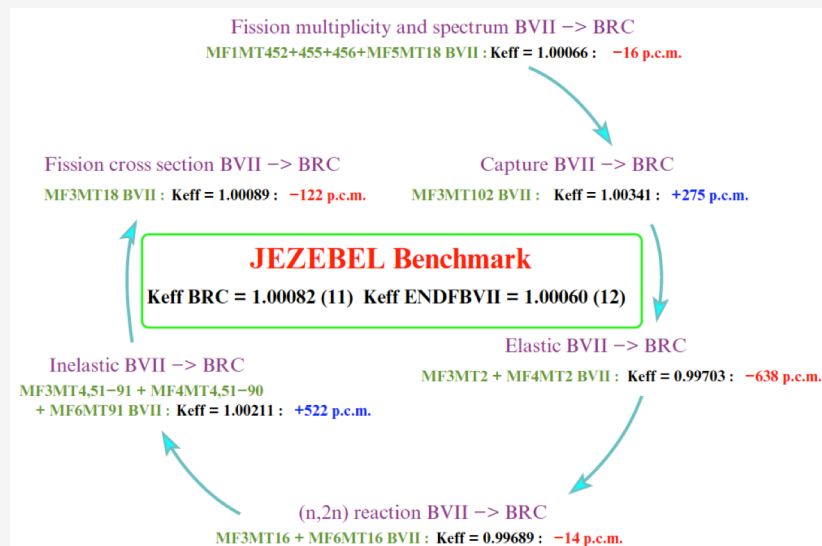 Fission multiplicity and spectrum BVII −> BRC
MF1MT452+455+456+MF5MT18 BVII : Keff = 1.00066 : −16 p.c.m.
Fission cross section BVII −> BRC
MF3MT18 BVII : Keff = 1.00089 : −122 p.c.m.
Capture BVII −> BRC
MF3MT102 BVII : Keff = 1.00341 : +275 p.c.m.
JEZEBEL Benchmark
Keff BRC = 1.00082 (11) Keff ENDFBVII = 1.00060 (12)
Inelastic BVII −> BRC
MF3MT4,51−91 + MF4MT4,51−90
+ MF6MT91 BVII : Keff = 1.00211 : +522 p.c.m.
Elastic BVII −> BRC
MF3MT2 + MF4MT2 BVII : Keff = 0.99703 : −638 p.c.m.
(n,2n) reaction BVII −> BRC
MF3MT16 + MF6MT16 BVII : Keff = 0.99689 : −14 p.c.m.